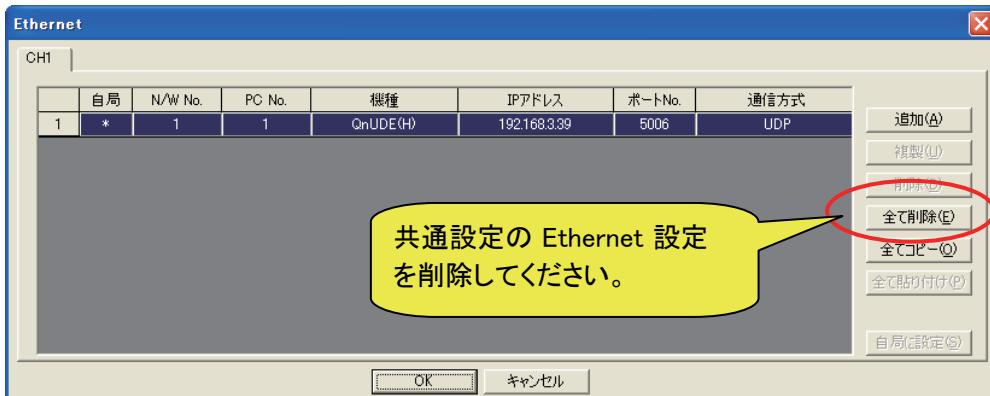 Ethernet
CH1
自局 N/W No. PC No. 機種 IPアドレス ポートNo. 通信方式
1 * 1 1 QnUDE(H) 192.168.3.39 5006 UDP
追加(A)
複製(U)
削除(D)
全て削除(E)
全てコピー(O)
全て貼り付け(P)
自局に設定(S)
共通設定の Ethernet 設定
を削除してください。
OK キャンセル